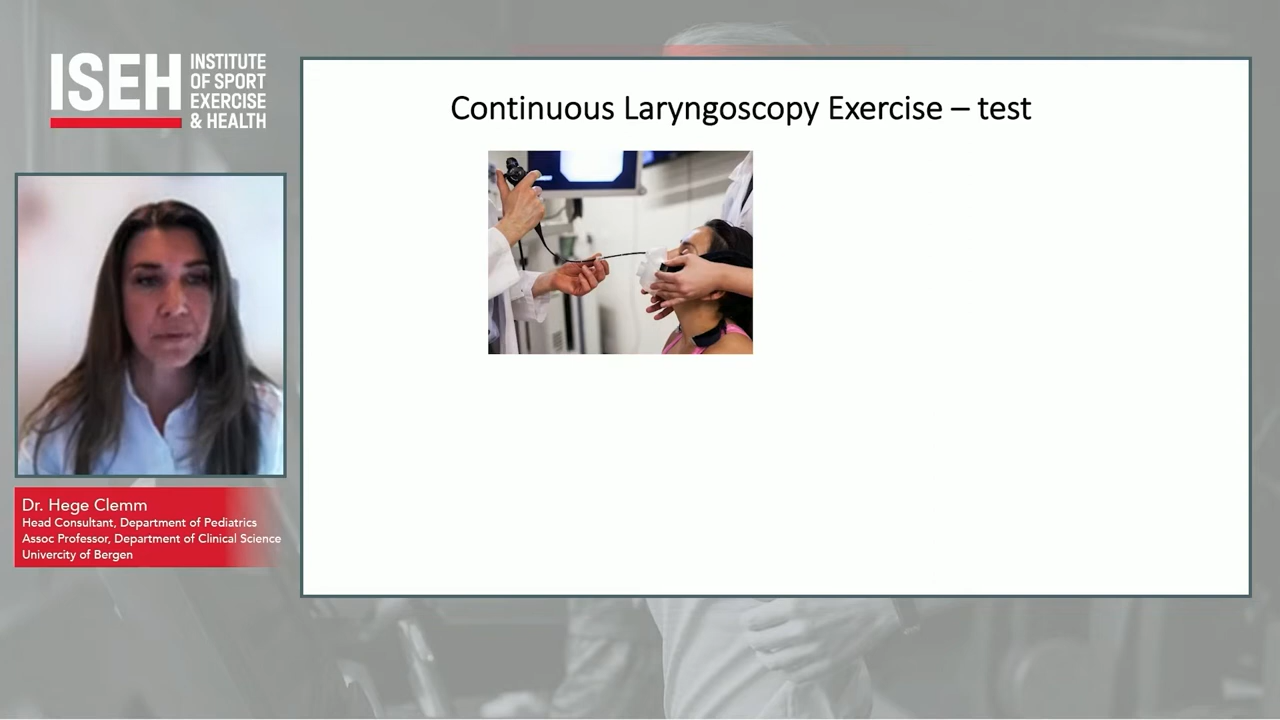 ISEH
INSTITUTE
OF SPORT
EXERCISE
& HEALTH
Continuous Laryngoscopy Exercise – test
Dr. Hege Clemm
Head Consultant, Department of Pediatrics
Assoc Professor, Department of Clinical Science
Univercity of Bergen